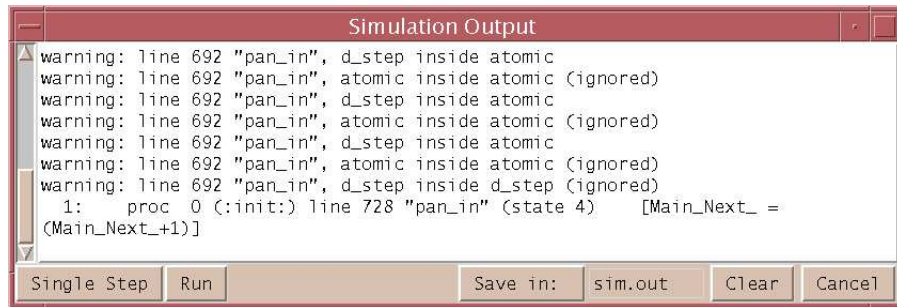 Simulation Output
warning: line 692 "pan_in", d_step inside atomic
warning: line 692 "pan_in", atomic inside atomic (ignored)
warning: line 692 "pan_in", d_step inside atomic
warning: line 692 "pan_in", atomic inside atomic (ignored)
warning: line 692 "pan_in", d_step inside atomic
warning: line 692 "pan_in", atomic inside atomic (ignored)
warning: line 692 "pan_in", d_step inside d_step (ignored)
1: proc 0 (:init:) line 728 "pan_in" (state 4) [Main_Next_ =
(Main_Next_+1)]
Single Step Run Save in: sim.out Clear Cancel